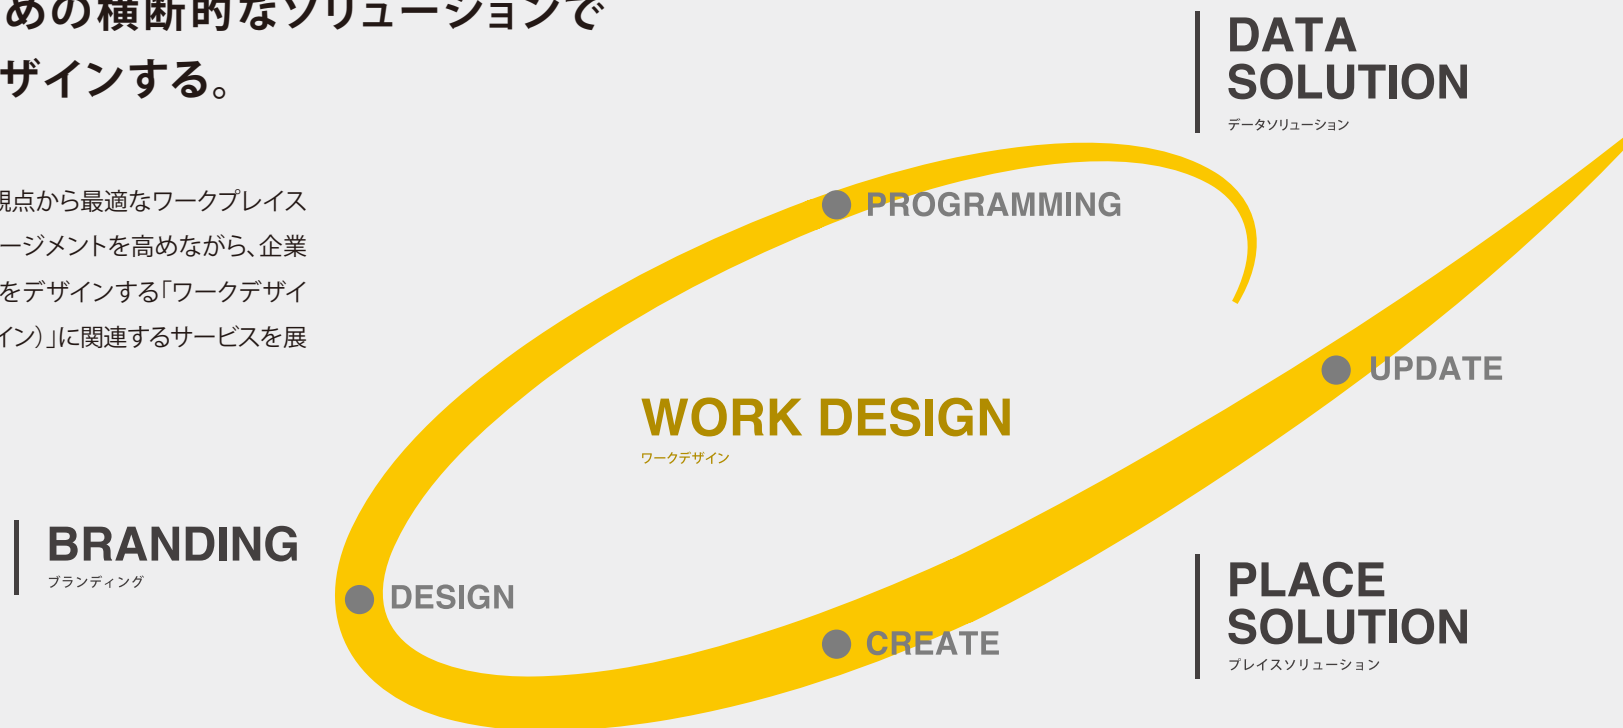 めの横断的なソリューションで
ザインする。
観点から最適なワークプレイス
ージメントを高めながら、企業
をデザインする「ワークデザイ
イン）」に関連するサービスを展
DATA
SOLUTION
データソリューション
PROGRAMMING
UPDATE
WORK DESIGN
ワークデザイン
BRANDING
ブランディング
DESIGN
CREATE
PLACE
SOLUTION
プレイスソリューション